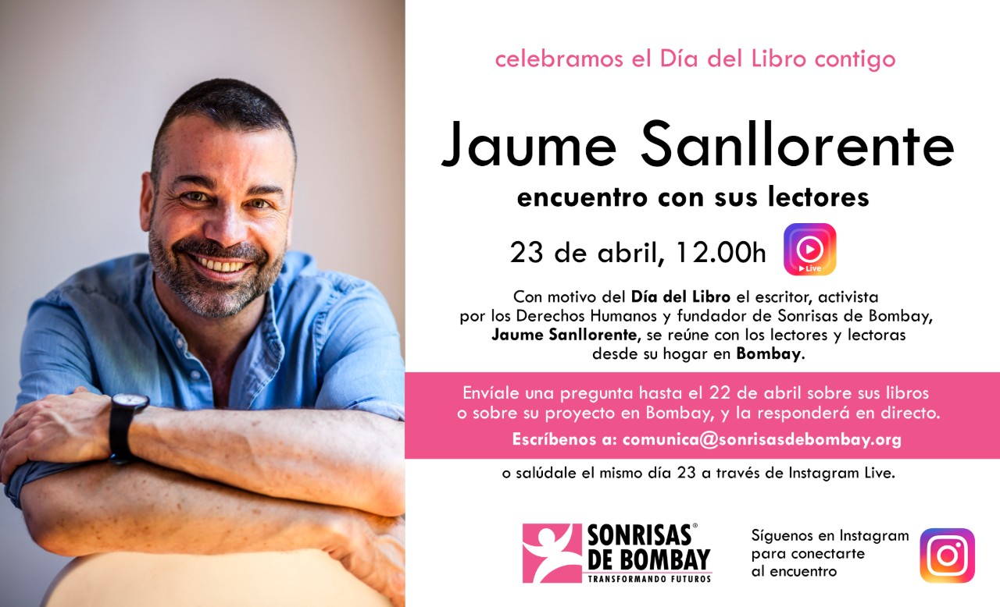 celebramos el Día del Libro contigo
Jaume Sanllorente
encuentro con sus lectores
23 de abril, 12.00h
Live
Con motivo del Día del Libro el escritor, activista
por los Derechos Humanos y fundador de Sonrisas de Bombay,
Jaume Sanllorente, se reúne con los lectores y lectoras
desde su hogar en Bombay.
Envíale una pregunta hasta el 22 de abril sobre sus libros
o sobre su proyecto en Bombay, y la responderá en directo.
Escríbenos a: comunica@sonrisasdebombay.org
o salúdale el mismo día 23 a través de Instagram Live.
SONRISAS®
DE BOMBAY
TRANSFORMANDO FUTUROS
Síguenos en Instagram
para conectarte
al encuentro